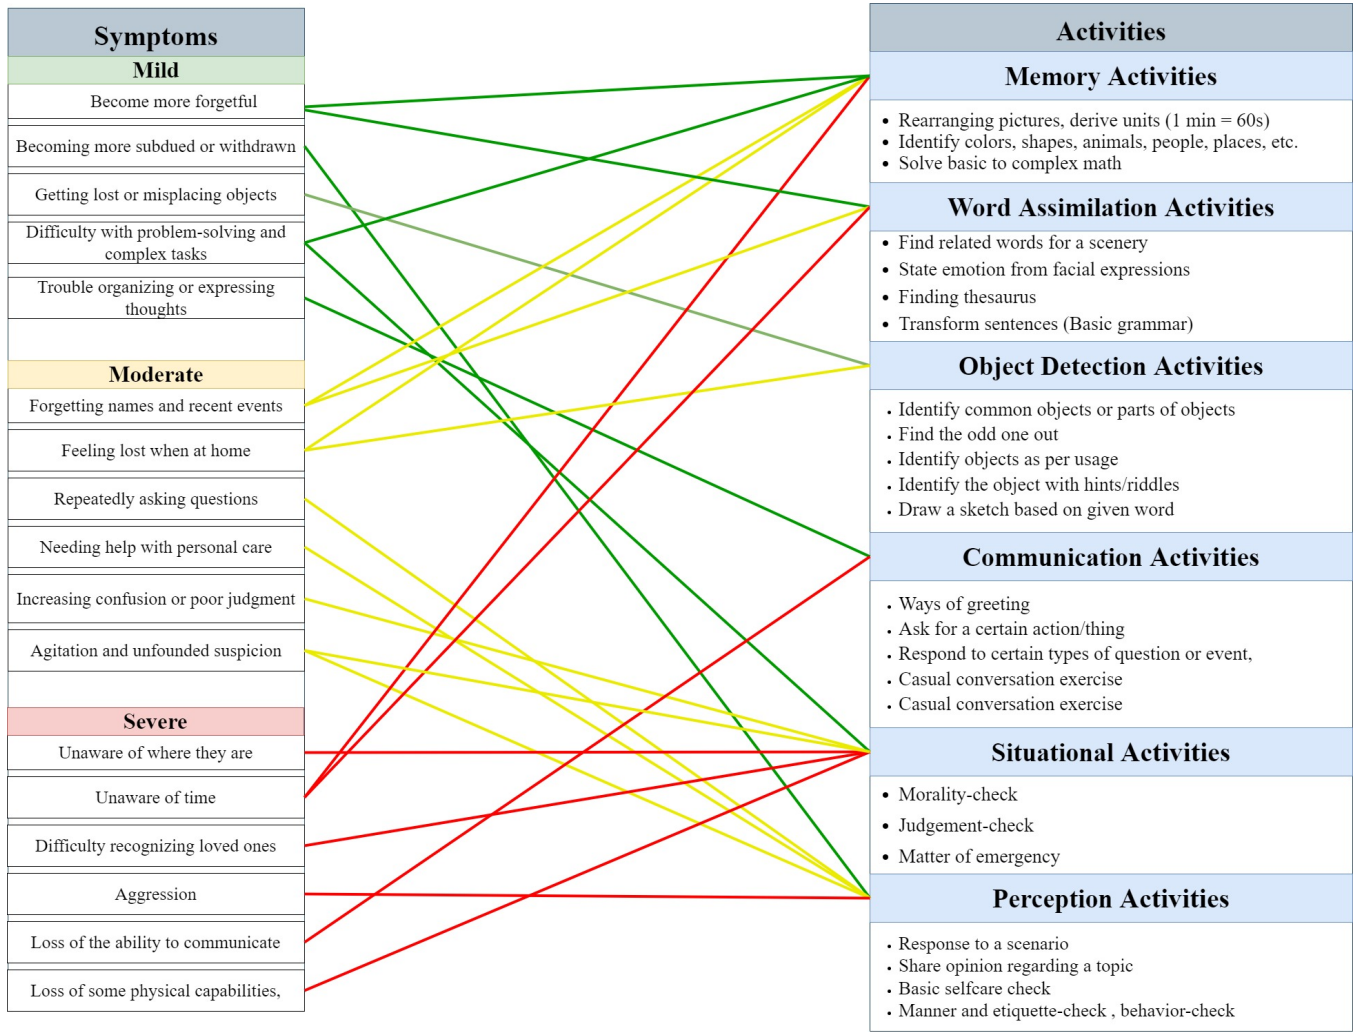 Symptoms
Mild
Become more forgetful
Becoming more subdued or withdrawn
Getting lost or misplacing objects
Difficulty with problem-solving and
complex tasks
Trouble organizing or expressing
thoughts
Moderate
Forgetting names and recent events
Feeling lost when at home
Repeatedly asking questions
Needing help with personal care
Increasing confusion or poor judgment
Agitation and unfounded suspicion
Severe
Unaware of where they are
Unaware of time
Difficulty recognizing loved ones
Aggression
Loss of the ability to communicate
Loss of some physical capabilities,
Activities
Memory Activities
• Rearranging pictures, derive units (1 min = 60s)
• Identify colors, shapes, animals, people, places, etc.
• Solve basic to complex math
Word Assimilation Activities
• Find related words for a scenery
• State emotion from facial expressions
• Finding thesaurus
• Transform sentences (Basic grammar)
Object Detection Activities
• Identify common objects or parts of objects
• Find the odd one out
• Identify objects as per usage
• Identify the object with hints/riddles
• Draw a sketch based on given word
Communication Activities
• Ways of greeting
• Ask for a certain action/thing
• Respond to certain types of question or event,
• Casual conversation exercise
• Casual conversation exercise
Situational Activities
• Morality-check
• Judgement-check
• Matter of emergency
Perception Activities
• Response to a scenario
• Share opinion regarding a topic
• Basic selfcare check
• Manner and etiquette-check , behavior-check